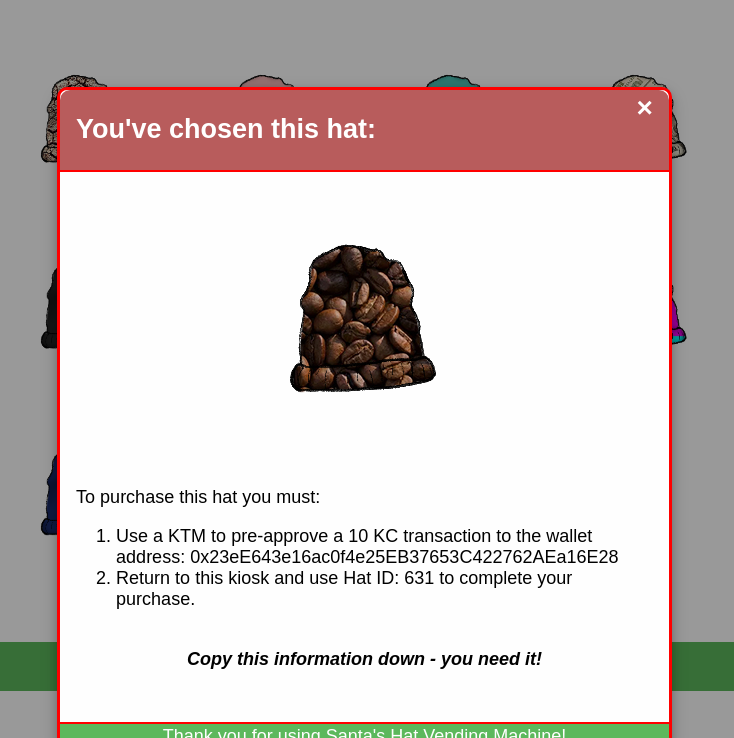 ×
You've chosen this hat:
To purchase this hat you must:
1. Use a KTM to pre-approve a 10 KC transaction to the wallet
address: 0x23eE643e16ac0f4e25EB37653C422762AEa16E28
2. Return to this kiosk and use Hat ID: 631 to complete your
purchase.
Copy this information down - you need it!
Thank you for using Santa's Hat Vending Machine!